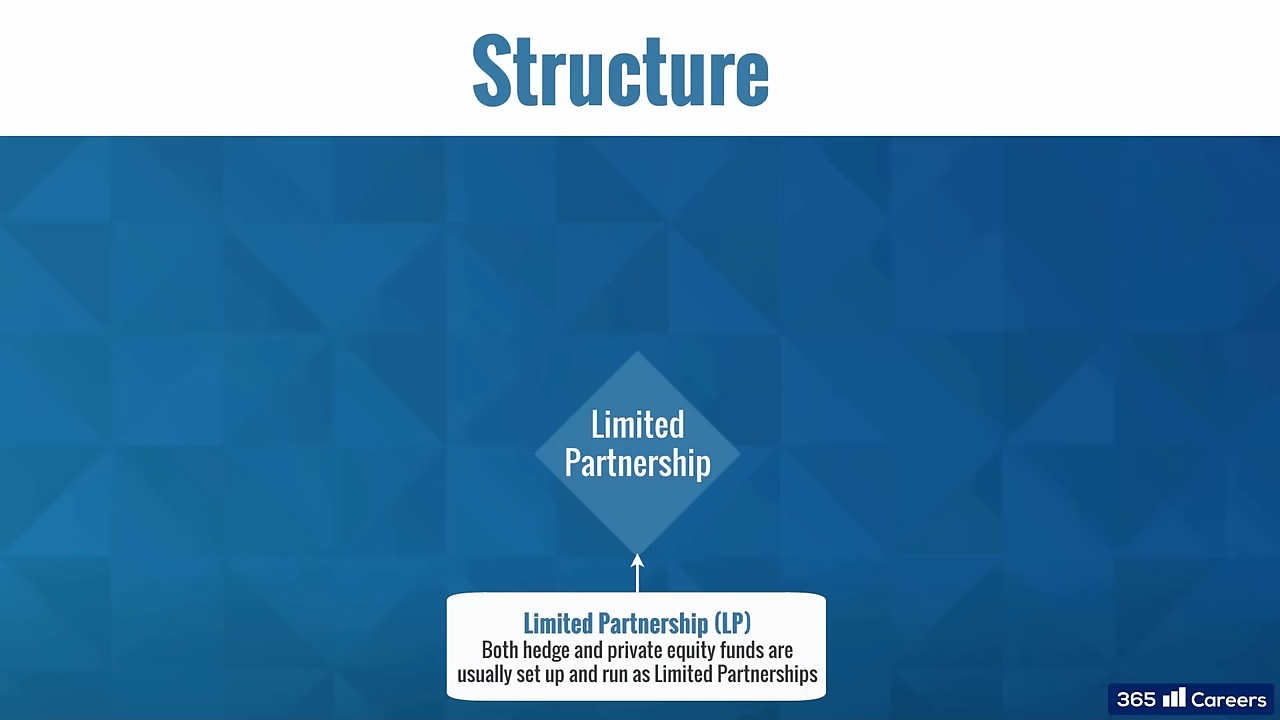 Structure
Limited
Partnership
Limited Partnership (LP)
Both hedge and private equity funds are
usually set up and run as Limited Partnerships
365 Careers